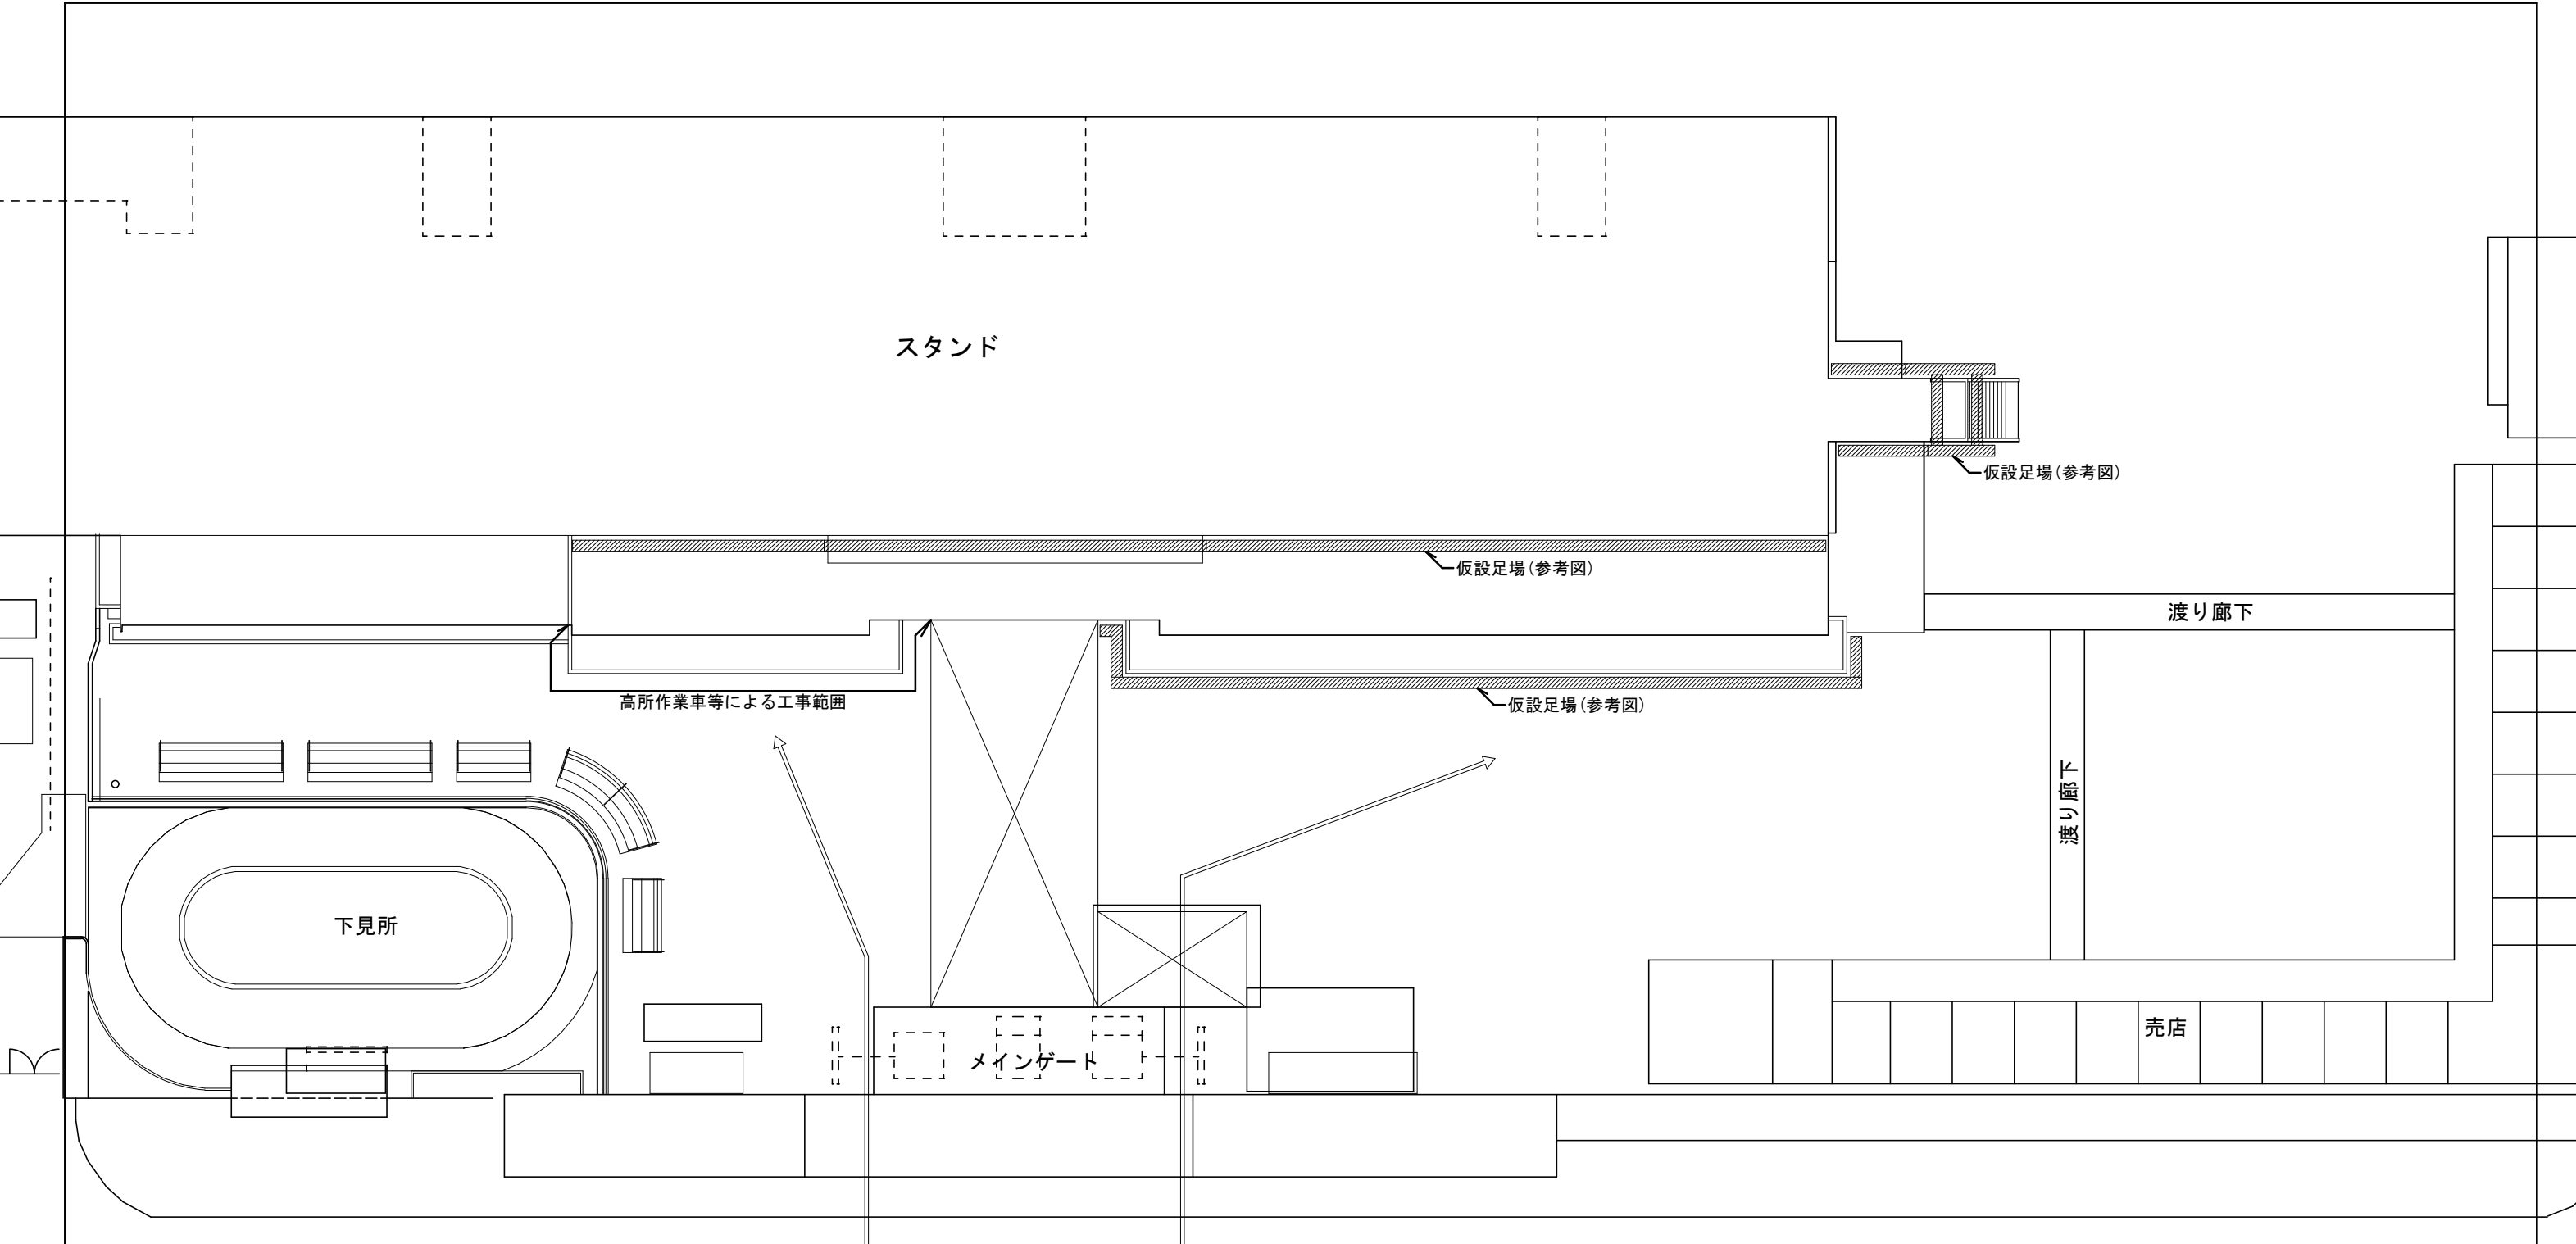 スタンド
仮設足場(参考図)
仮設足場(参考図)
渡り廊下
高所作業車等による工事範囲
仮設足場(参考図)
渡り廊下
下見所
売店
メインゲート